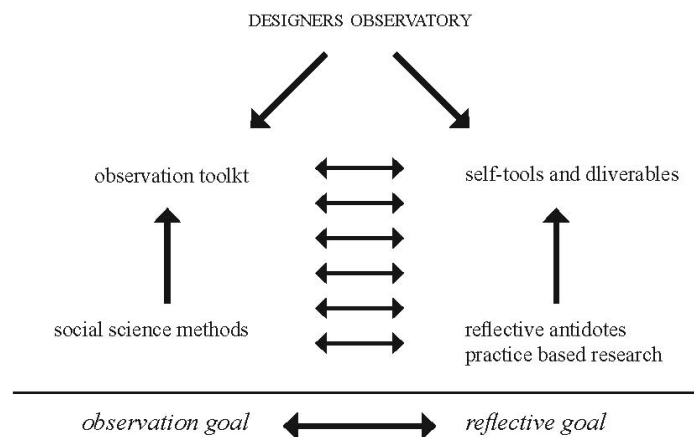 DESIGNERS OBSERVATORY
observation toolkt
self-tools and dliverables
social science methods
reflective antidotes
practice based research
observation goal
reflective goal